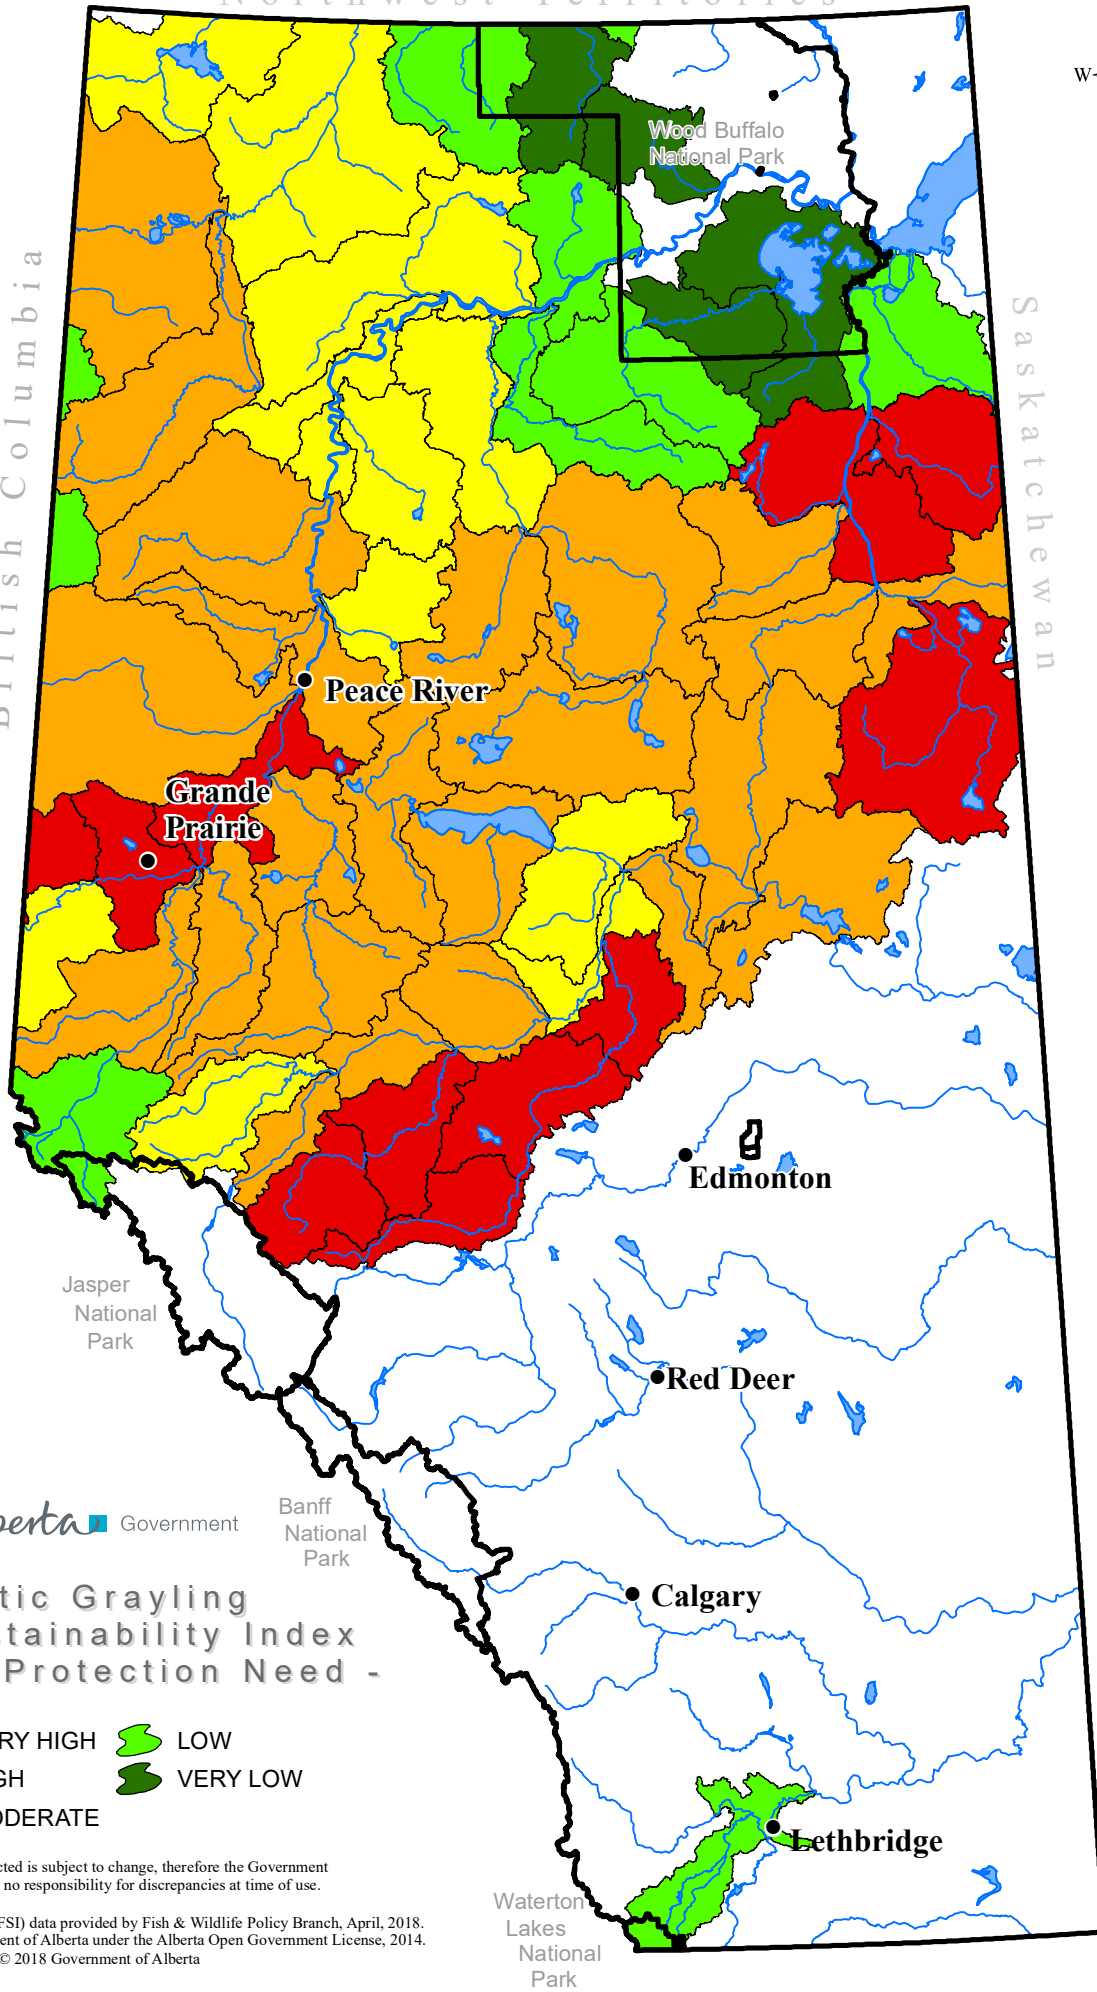 Northwest Territories
W
Wood Buffalo
National Park
British Columbia
Saskatchewan
Peace River
Grande
Prairie
Edmonton
Jasper
National
Park
Red Deer
Banff
National
Park
Government
tic Grayling
tainability Index
Protection Need -
RY HIGH
LOW
GH
VERY LOW
ODERATE
Calgary
Lethbridge
cted is subject to change, therefore the Government
no responsibility for discrepancies at time of use.
FSI) data provided by Fish & Wildlife Policy Branch, April, 2018.
ent of Alberta under the Alberta Open Government License, 2014.
© 2018 Government of Alberta
Waterton
Lakes
National
Park